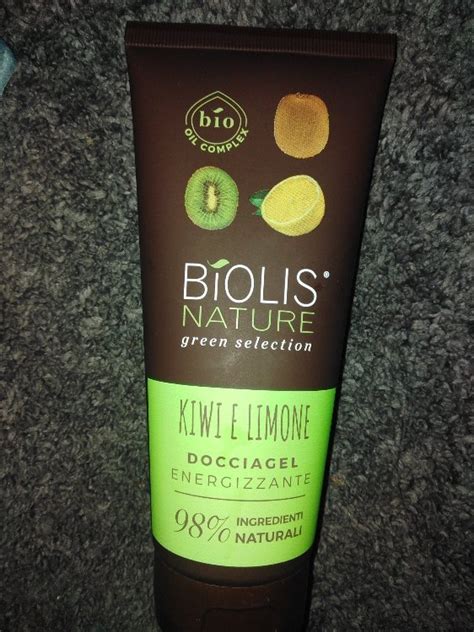 bio
OIL COMPLEX
BiOLIS®
NATURE
green selection
KIWI E LIMONE
DOCCIAGEL
ENERGIZZANTE
98% INGREDIENTI
NATURALI